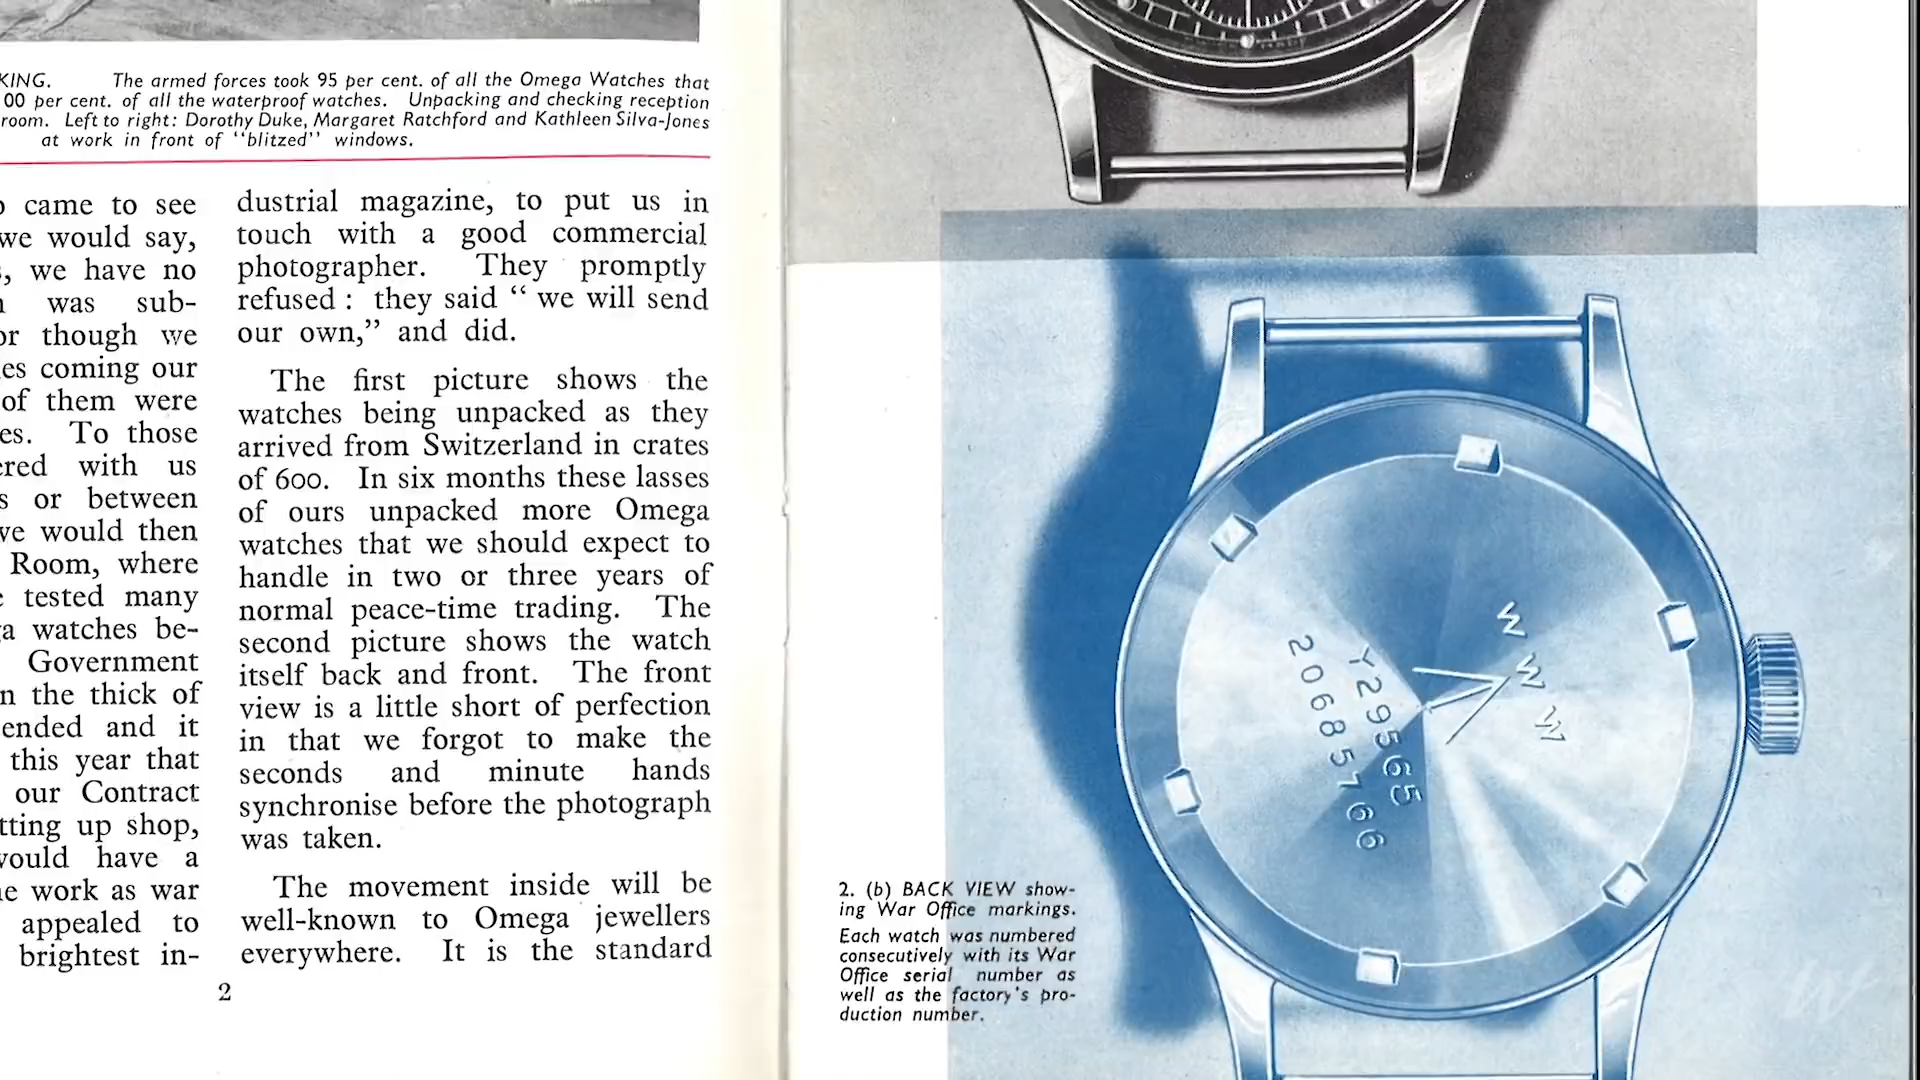 KING. The armed forces took 95 per cent. of all the Omega Watches that
00 per cent. of all the waterproof watches. Unpacking and checking reception
room. Left to right: Dorothy Duke, Margaret Ratchford and Kathleen Silva-Jones
at work in front of "blitzed" windows.
came to see
we would say,
, we have no
was sub-
or though we
es coming our
of them were
es. To those
ered with us
s or between
we would then
Room, where
tested many
a watches be-
Government
n the thick of
ended and it
this year that
our Contract
tting up shop,
would have a
e work as war
appealed to
brightest in-
dustrial magazine, to put us in
touch with a good commercial
photographer. They promptly
refused : they said “ we will send
our own,” and did.
The first picture shows the
watches being unpacked as they
arrived from Switzerland in crates
of 600. In six months these lasses
of ours unpacked more Omega
watches that we should expect to
handle in two or three years of
normal peace-time trading. The
second picture shows the watch
itself back and front. The front
view is a little short of perfection
in that we forgot to make the
seconds and minute hands
synchronise before the photograph
was taken.
The movement inside will be
well-known to Omega jewellers
everywhere. It is the standard
2
W W W
Y29565
20685766
2. (b) BACK VIEW show-
ing War Office markings.
Each watch was numbered
consecutively with its War
Office serial number as
well as the factory's pro-
duction number.
W